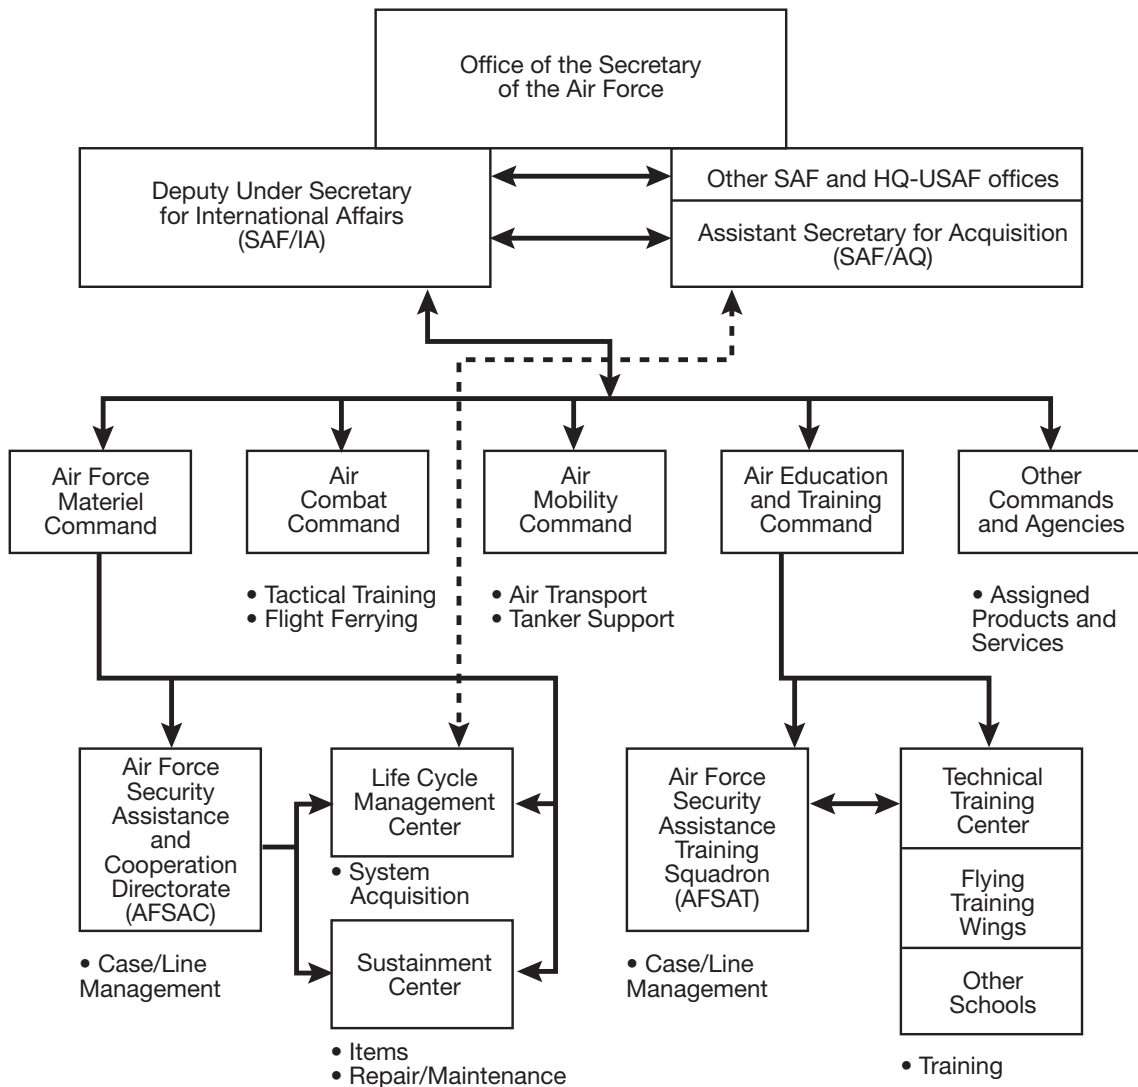 Office of the Secretary
of the Air Force
Deputy Under Secretary
for International Affairs
(SAF/IA)
Other SAF and HQ-USAF offices
Assistant Secretary for Acquisition
(SAF/AQ)
Air Force
Materiel
Command
Air
Combat
Command
Air
Mobility
Command
Air Education
and Training
Command
Other
Commands
and Agencies
• Tactical Training
• Flight Ferrying
• Air Transport
• Tanker Support
• Assigned
Products and
Services
Air Force
Security
Assistance
and
Cooperation
Directorate
(AFSAC)
• Case/Line
Management
Life Cycle
Management
Center
• System
Acquisition
Sustainment
Center
• Items
• Repair/Maintenance
Air Force
Security
Assistance
Training
Squadron
(AFSAT)
• Case/Line
Management
Technical
Training
Center
Flying
Training
Wings
Other
Schools
• Training